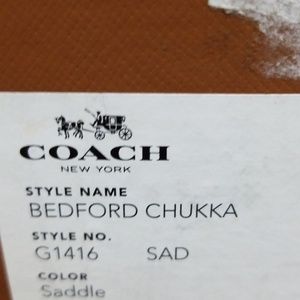 COACH
NEW YORK
STYLE NAME
BEDFORD CHUKKA
STYLE NO.
G1416 SAD
COLOR
Saddle